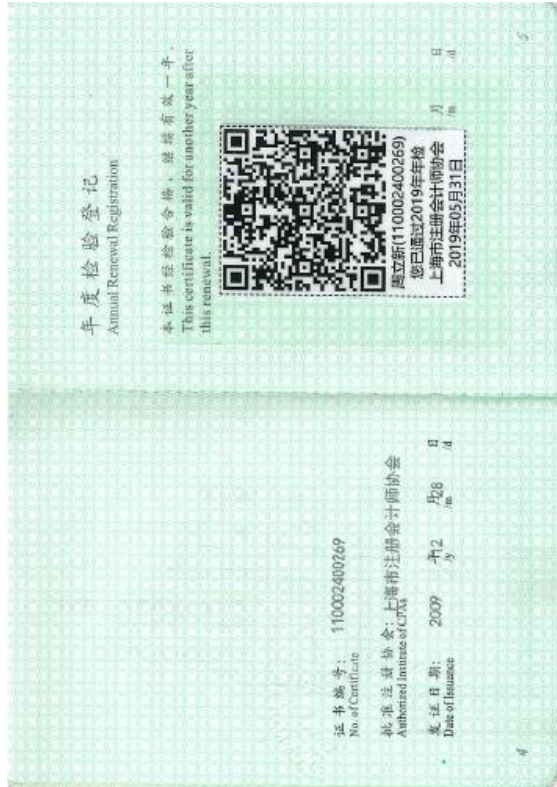 年度检验登记
Annual Renewal Registration
本证书经检验合格，继续有效一年。
This certificate is valid for another year after
this renewal.
周立新(110002400269)
您已通过2019年年检
上海市注册会计师协会
2019年05月31日
月 日
/m /d
5
证书编号： 110002400269
No. of Certificate
批准注册协会：上海市注册会计师协会
Authorized Institute of CPAs
发证日期： 2009 年12 月28 日
Date of Issuance /y /m /d
4